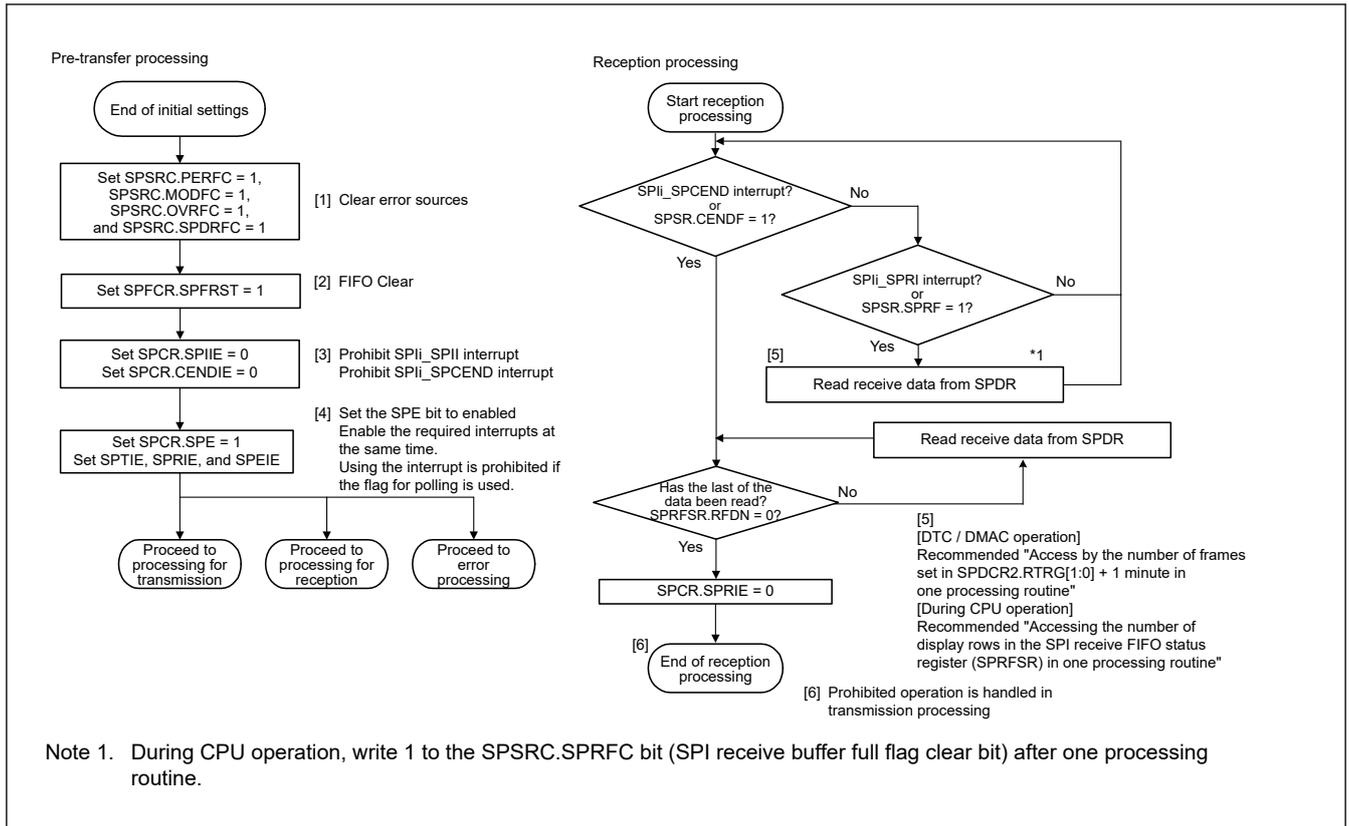 Pre-transfer processing
End of initial settings
Set SPSRC.PERFC = 1,
SPSRC.MODFC = 1,
SPSRC.OVRFC = 1,
and SPSRC.SPDRFC = 1
[1] Clear error sources
Set SPFCR.SPFRST = 1
[2] FIFO Clear
Set SPCR.SPIIE = 0
Set SPCR.CENDIE = 0
[3] Prohibit SPIi_SPII interrupt
Prohibit SPIi_SPCEND interrupt
Set SPCR.SPE = 1
Set SPTIE, SPRIE, and SPEIE
[4] Set the SPE bit to enabled
Enable the required interrupts at
the same time.
Using the interrupt is prohibited if
the flag for polling is used.
Proceed to
processing for
transmission
Proceed to
processing for
reception
Proceed to
error
processing
Reception processing
Start reception
processing
SPIi_SPCEND interrupt?
or
SPSR.CENDF = 1?
No
Yes
SPIi_SPRI interrupt?
or
SPSR.SPRF = 1?
No
Yes
[5]
*1
Read receive data from SPDR
Read receive data from SPDR
Has the last of the
data been read?
SPRFSR.RFDN = 0?
No
Yes
SPCR.SPRIE = 0
[6]
End of reception
processing
[5]
[DTC / DMAC operation]
Recommended "Access by the number of frames
set in SPDCR2.RTRG[1:0] + 1 minute in
one processing routine"
[During CPU operation]
Recommended "Accessing the number of
display rows in the SPI receive FIFO status
register (SPRFSR) in one processing routine"
[6] Prohibited operation is handled in
transmission processing
Note 1. During CPU operation, write 1 to the SPSRC.SPRFC bit (SPI receive buffer full flag clear bit) after one processing
routine.